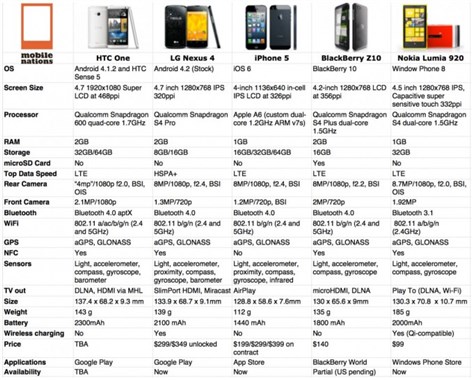 mobile
nations
HTC One LG Nexus 4 iPhone 5 BlackBerry Z10 Nokia Lumia 920
OS Android 4.1.2 and HTC Sense 5 Android 4.2 (Stock) iOS 6 BlackBerry 10 Window Phone 8
Screen Size 4.7 1920x1080 Super LCD at 468ppi 4.7 1280x768 IPS 320ppi 4-inch 1136x640 in-cell IPS LCD at 326ppi 4.2-inch 1280x768 LCD at 356ppi 4.5 inch 1280x768 IPS, Capacitive super sensitive touch 332ppi
Processor Qualcomm Snapdragon 600 quad-core 1.7GHz Qualcomm Snapdragon S4 Pro Apple A6 (custom dual-core 1.2GHz ARM v7s) Qualcomm Snapdragon S4 Plus dual-core 1.5GHz Qualcomm Snapdragon S4 dual-core 1.5GHz
RAM 2GB 2GB 1GB 2GB 1GB
Storage 32GB/64GB 8GB/16GB 16GB/32GB/64GB 16GB 32GB
microSD Card No No No Yes No
Top Data Speed LTE HSPA+ LTE LTE LTE
Rear Camera "4mp"/1080p f2.0, BSI, OIS 8MP/1080p, f2.4, BSI 8MP/1080p, f2.4, BSI 8MP/1080p, f2.2, BSI 8.7MP/1080p, f2.0, BSI, OIS
Front Camera 2.1MP/1080p 1.3MP/720p 1.2MP/720p, BSI 2MP/720p 1.92MP
Bluetooth Bluetooth 4.0 aptX Bluetooth 4.0 Bluetooth 4.0 Bluetooth 4.0 Bluetooth 3.1
WiFi 802.11 a/ac/b/g/n (2.4 and 5GHz) 802.11 b/g/n (2.4 and 5GHz) 802.11 a/b/g/n (2.4 and 5GHz) 802.11 a/b/g/n (2.4 and 5GHz) 802.11 b/g/n (2.4GHz)
GPS aGPS, GLONASS aGPS, GLONASS aGPS, GLONASS aGPS, GLONASS aGPS, GLONASS
NFC Yes Yes No Yes Yes
Sensors Light, accelerometer, proximity, compass, gyroscope, barometer Light, accelerometer, proximity, compass, gyroscope, barometer Light, accelerometer, proximity, compass, gyroscope, infrared Light, accelerometer, compass, gyroscope Light, accelerometer, compass, gyroscope
TV out DLNA, HDMI via MHL SlimPort HDMI, Miracast AirPlay microHDMI, DLNA Play To (DLNA, Wi-Fi)
Size 137.4 x 68.2 x 9.3 mm 133.9 x 68.7 x 9.1mm 128.8 x 58.6 x 7.6mm 130 x 65.6 x 9mm 130.3 x 70.8 x 10.7 mm
Weight 143 g 139 g 112 g 135 g 185 g
Battery 2300mAh 2100 mAh 1440 mAh 1800 mAh 2000mAh
Wireless charging No Yes No No Yes (Qi-compatible)
Price TBA $299/$349 unlocked $199/$299/$399 on contract $140 $99
Applications Google Play Google Play App Store BlackBerry World Windows Phone Store
Availability TBA Now Now Partial (US pending) Now